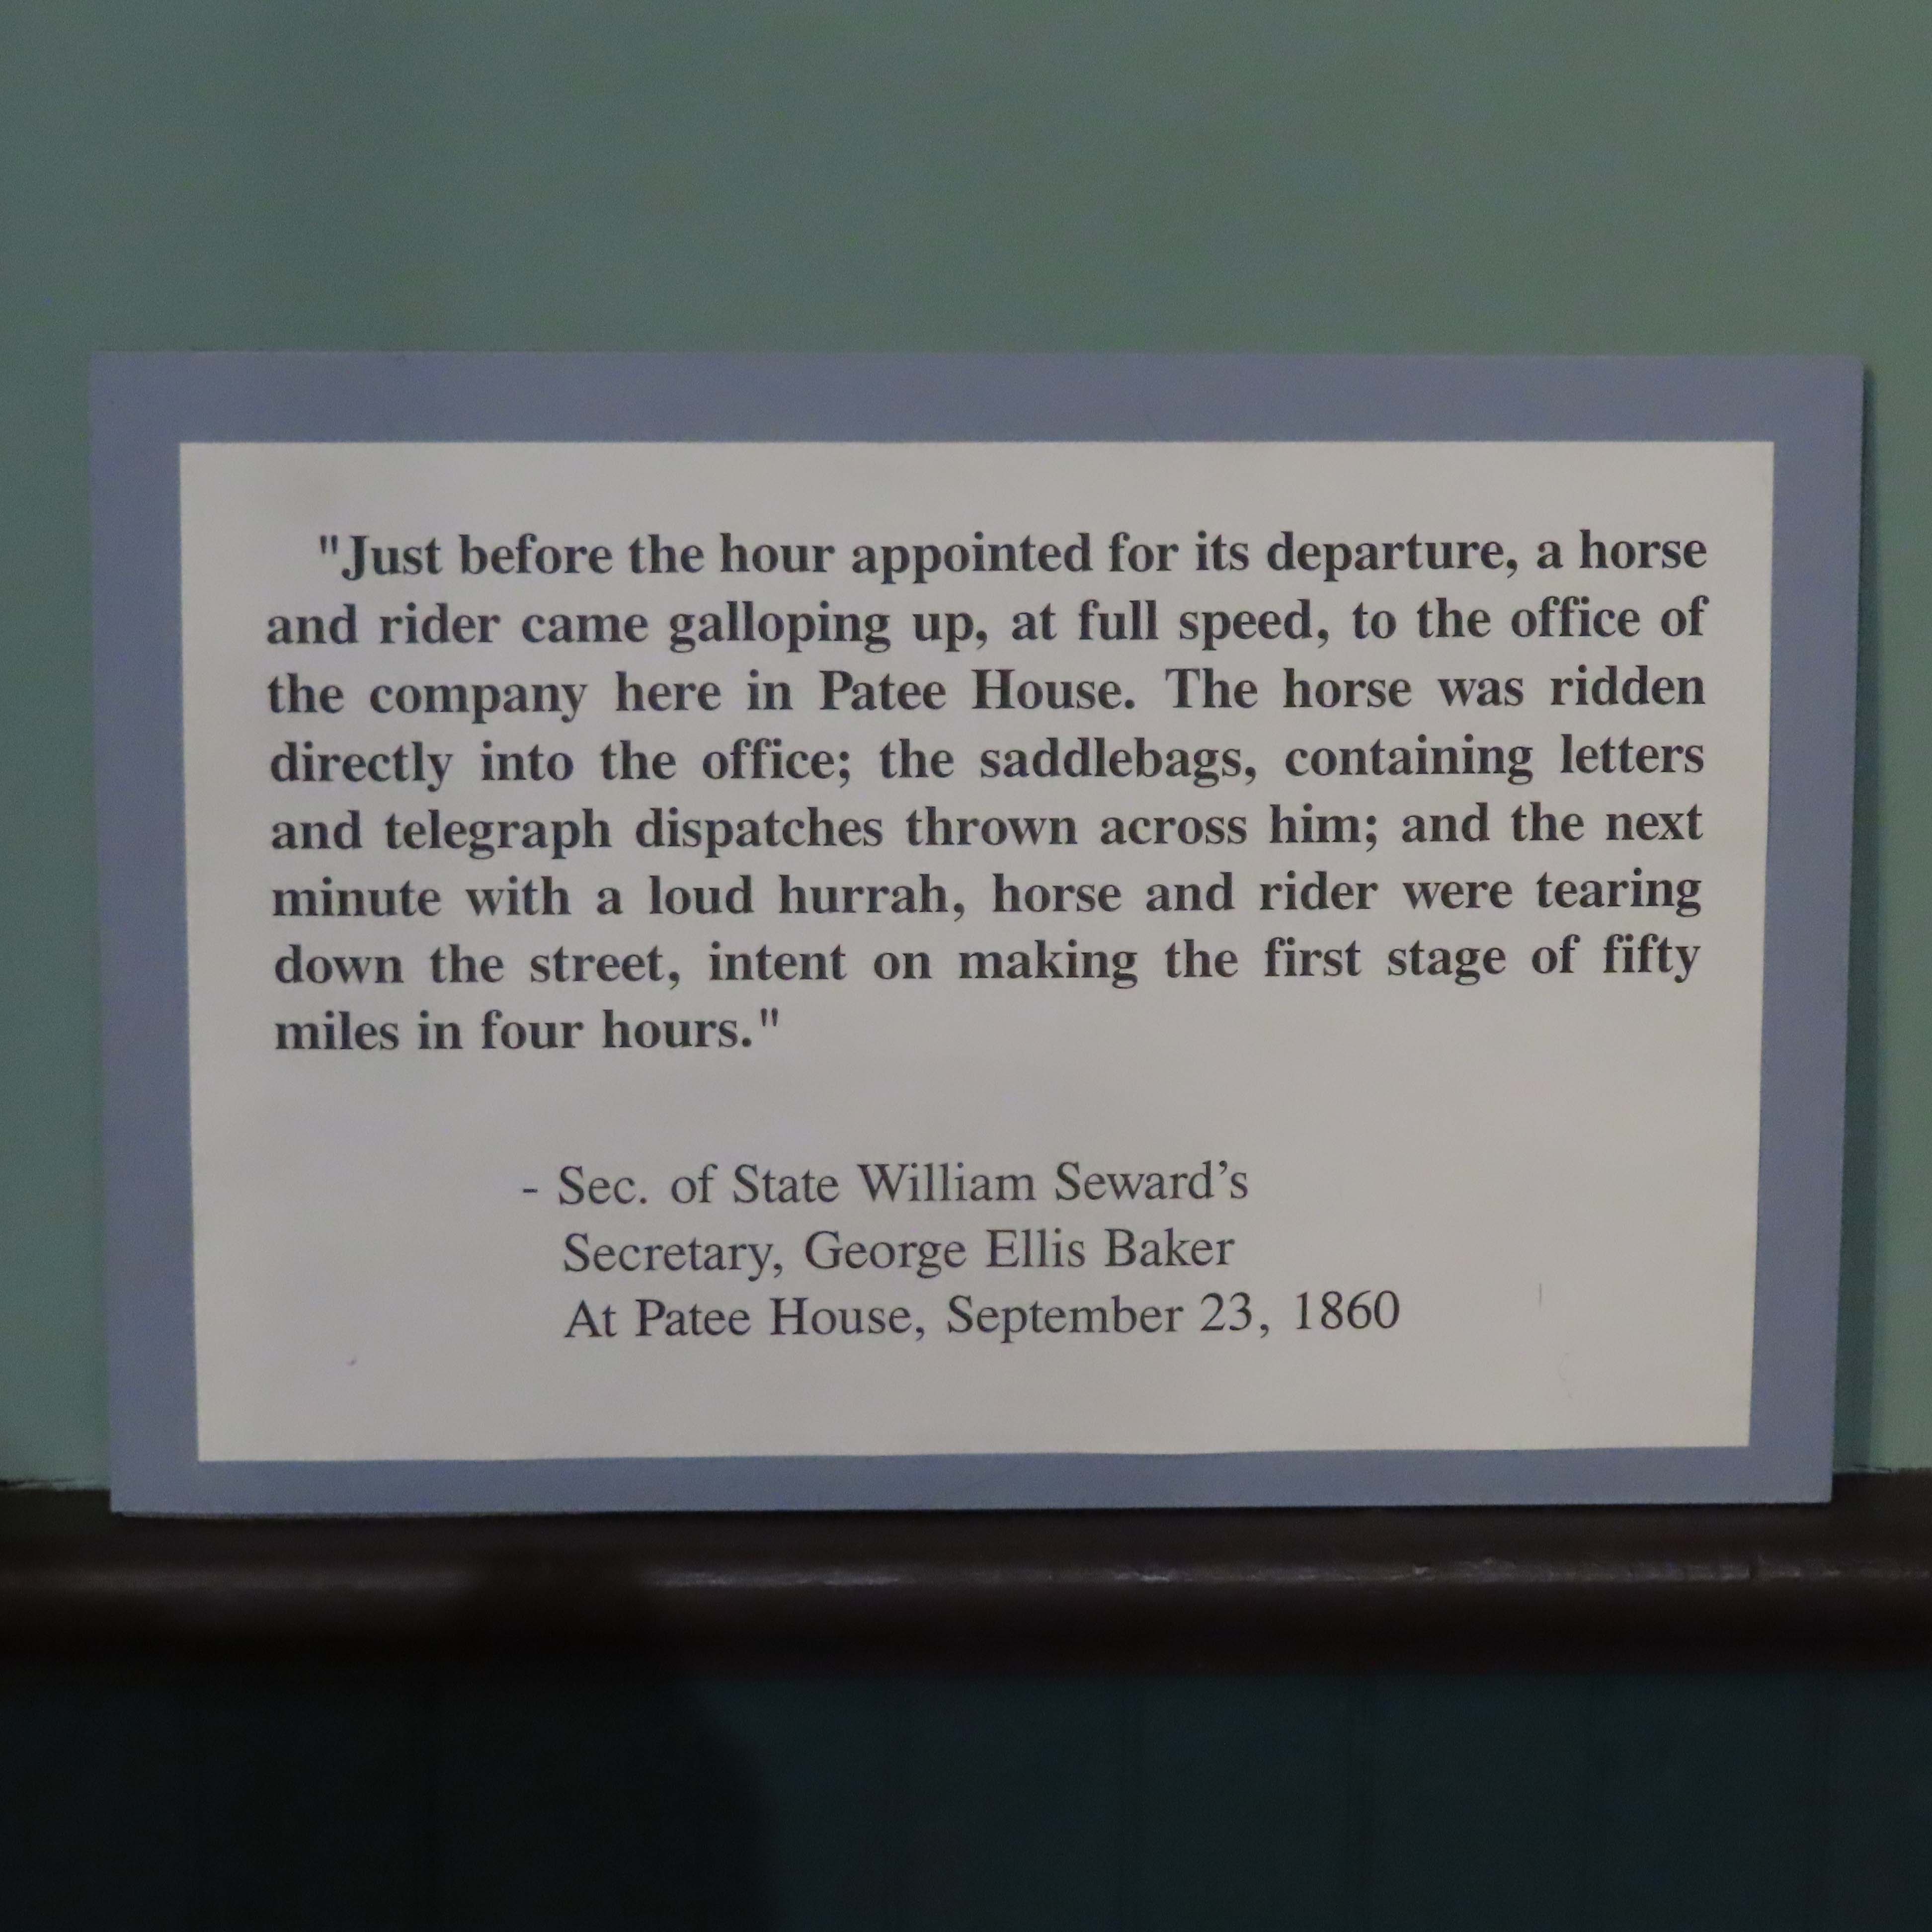 "Just before the hour appointed for its departure, a horse
and rider came galloping up, at full speed, to the office of
the company here in Patee House. The horse was ridden
directly into the office; the saddlebags, containing letters
and telegraph dispatches thrown across him; and the next
minute with a loud hurrah, horse and rider were tearing
down the street, intent on making the first stage of fifty
miles in four hours."
- Sec. of State William Seward’s
Secretary, George Ellis Baker
At Patee House, September 23, 1860